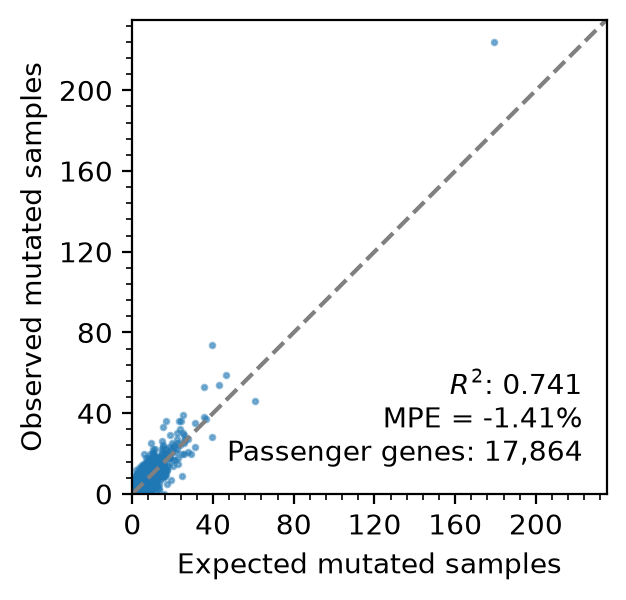 Observed mutated samples
200
160
120
80
40
0
R²: 0.741
MPE = -1.41%
Passenger genes: 17,864
0 40 80 120 160 200
Expected mutated samples